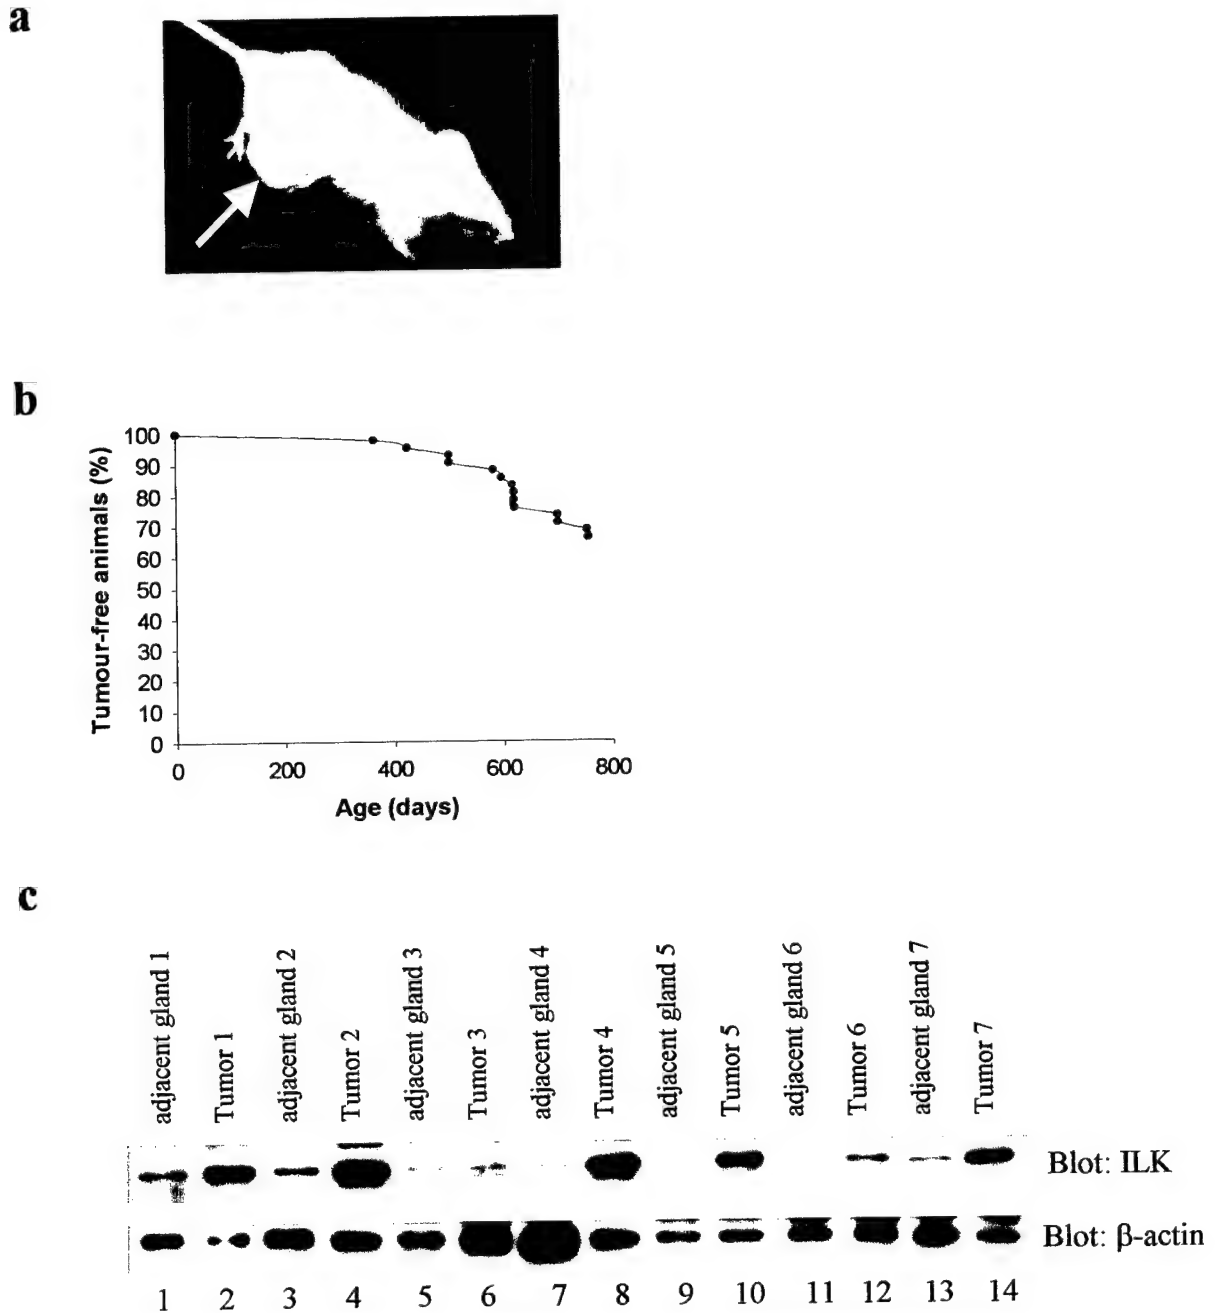 a
b
100
90
80
70
60
50
40
30
20
10
0
Tumour-free animals (%)
0 200 400 600 800
Age (days)
c
adjacent gland 1
Tumor 1
adjacent gland 2
Tumor 2
adjacent gland 3
Tumor 3
adjacent gland 4
Tumor 4
adjacent gland 5
Tumor 5
adjacent gland 6
Tumor 6
adjacent gland 7
Tumor 7
Blot: ILK
Blot: β-actin
1 2 3 4 5 6 7 8 9 10 11 12 13 14